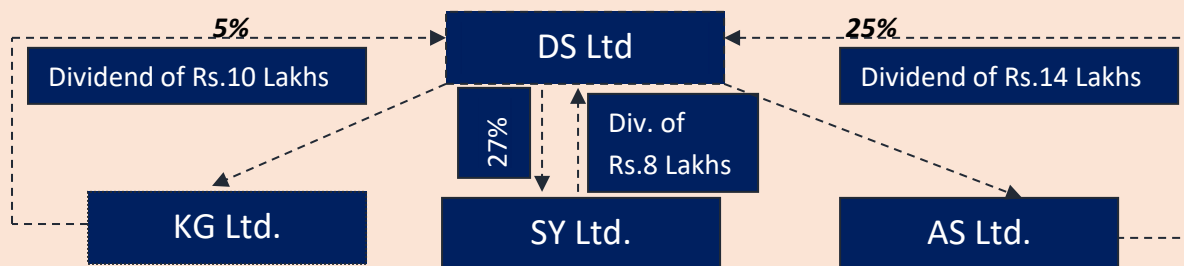 5%
DS Ltd
25%
Dividend of Rs.10 Lakhs
Dividend of Rs.14 Lakhs
27%
Div. of
Rs.8 Lakhs
KG Ltd.
SY Ltd.
AS Ltd.